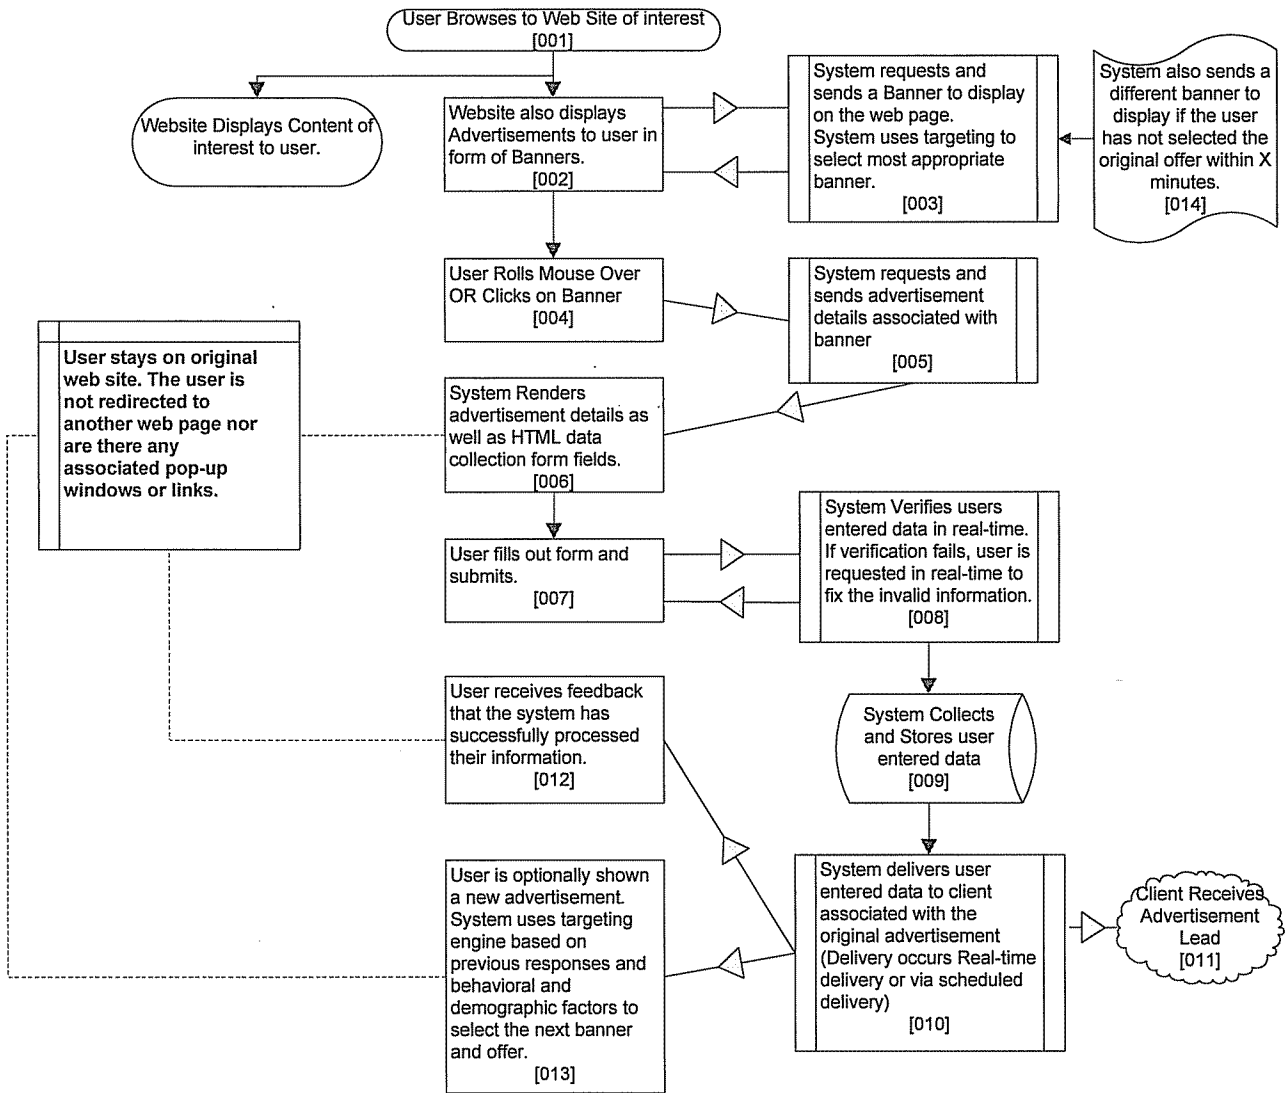 User Browses to Web Site of interest
[001]
Website Displays Content of
interest to user.
Website also displays
Advertisements to user in
form of Banners.
[002]
System requests and
sends a Banner to display
on the web page.
System uses targeting to
select most appropriate
banner.
[003]
System also sends a
different banner to
display if the user
has not selected the
original offer within X
minutes.
[014]
User Rolls Mouse Over
OR Clicks on Banner
[004]
System requests and
sends advertisement
details associated with
banner
[005]
User stays on original
web site. The user is
not redirected to
another web page nor
are there any
associated pop-up
windows or links.
System Renders
advertisement details as
well as HTML data
collection form fields.
[006]
User fills out form and
submits.
[007]
System Verifies users
entered data in real-time.
If verification fails, user is
requested in real-time to
fix the invalid information.
[008]
System Collects
and Stores user
entered data
[009]
User receives feedback
that the system has
successfully processed
their information.
[012]
User is optionally shown
a new advertisement.
System uses targeting
engine based on
previous responses and
behavioral and
demographic factors to
select the next banner
and offer.
[013]
System delivers user
entered data to client
associated with the
original advertisement
(Delivery occurs Real-time
delivery or via scheduled
delivery)
[010]
Client Receives
Advertisement
Lead
[011]